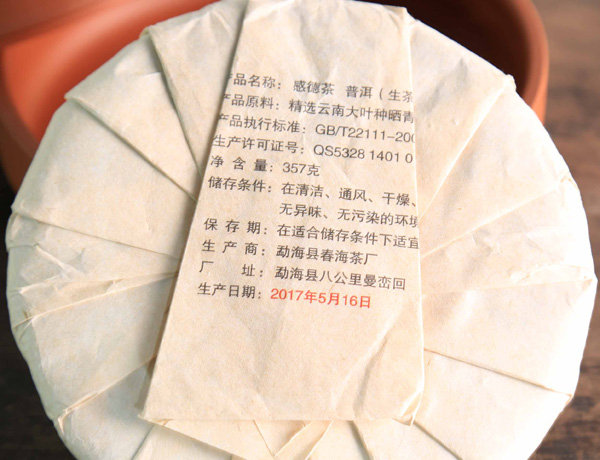 产品名称：感德茶 普洱（生茶
产品原料：精选云南大叶种晒青
产品执行标准：GB/T22111-200
生产许可证号：QS5328 1401 0
净 含 量：357克
储存条件：在清洁、通风、干燥、
无异味、无污染的环境
保 存 期：在适合储存条件下适宜
生 产 商：勐海县春海茶厂
厂 址：勐海县八公里曼峦回
生产日期：2017年5月16日